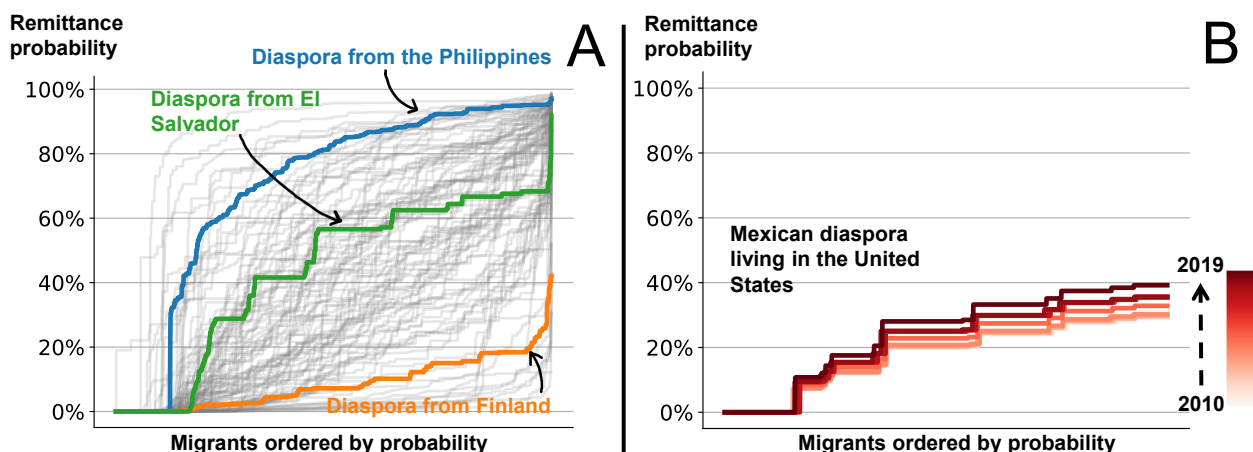 Remittance
probability
A
Diaspora from the Philippines
Diaspora from El
Salvador
100%
80%
60%
40%
20%
0%
Diaspora from Finland
Migrants ordered by probability
Remittance
probability
B
100%
80%
60%
40%
20%
0%
Mexican diaspora
living in the United
States
2019
2010
Migrants ordered by probability